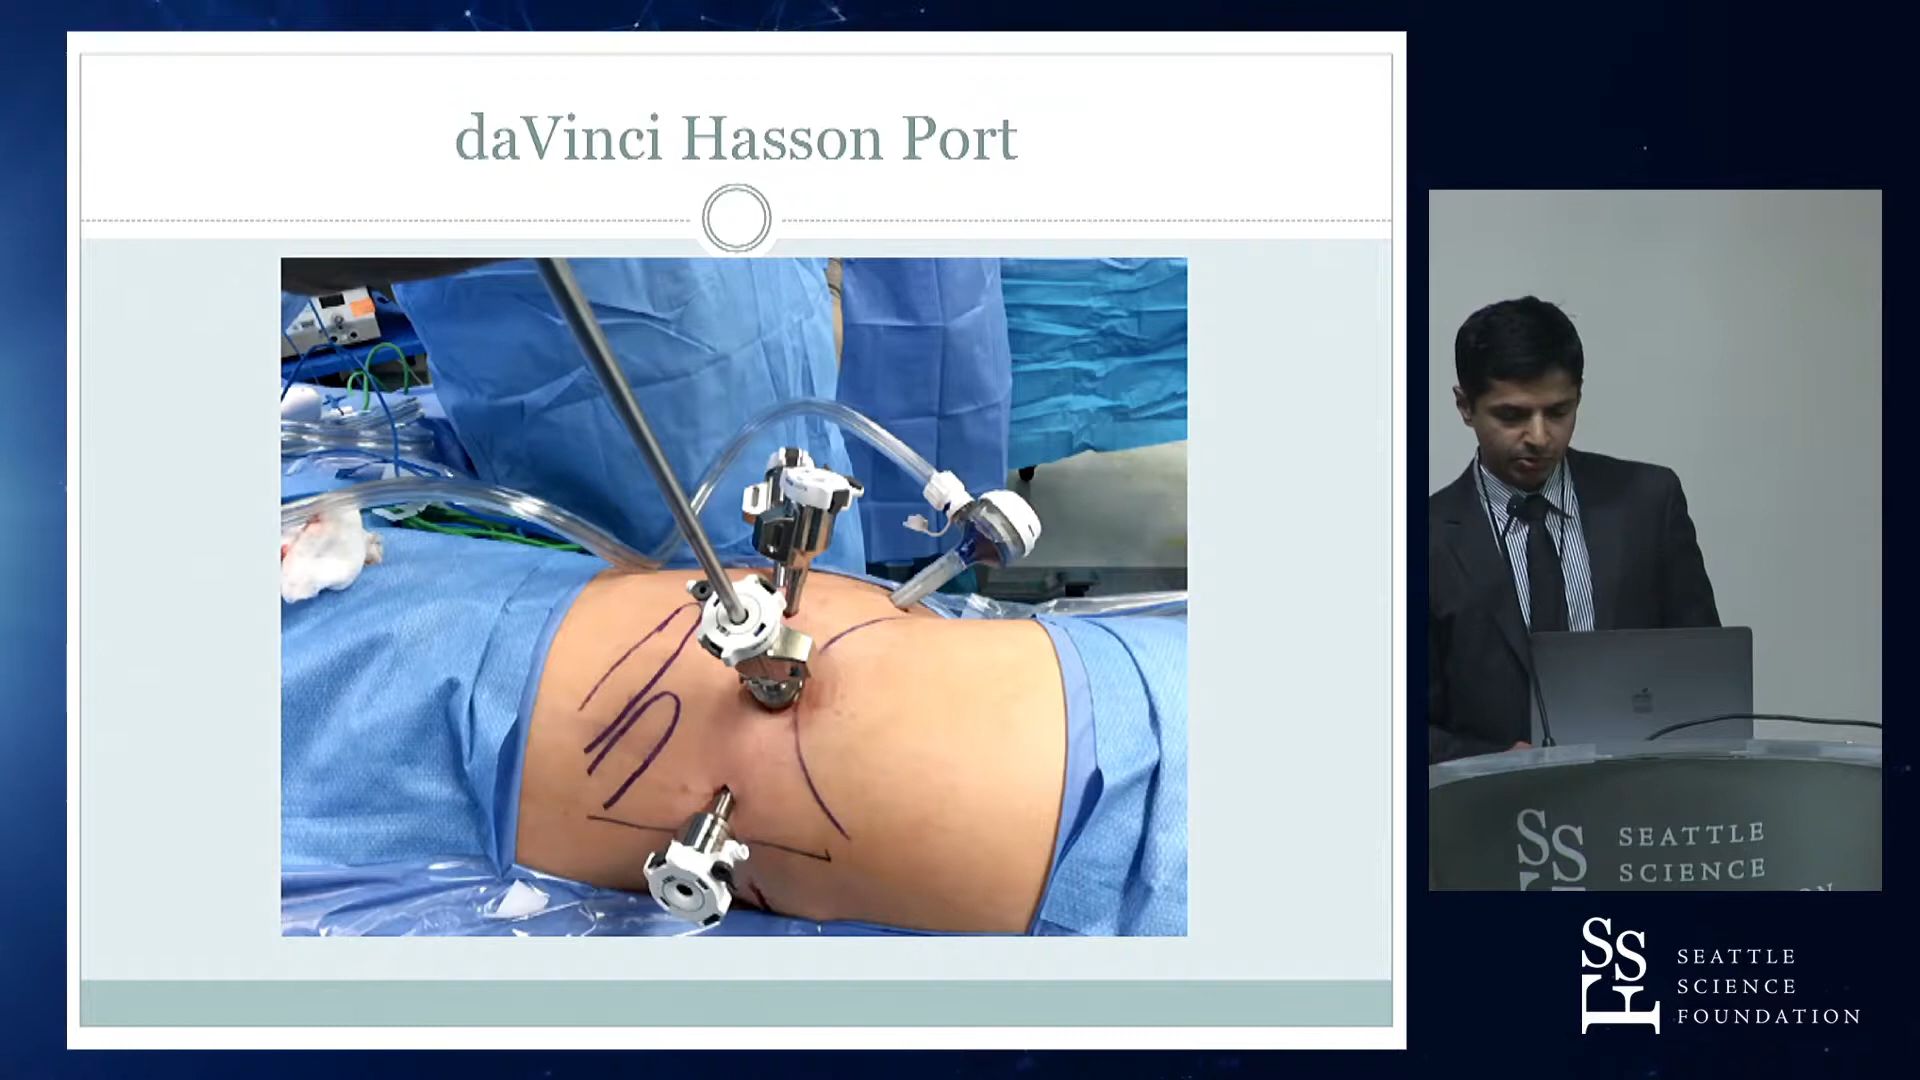 daVinci Hasson Port
SEATTLE
SCIENCE
SEATTLE
SCIENCE
FOUNDATION